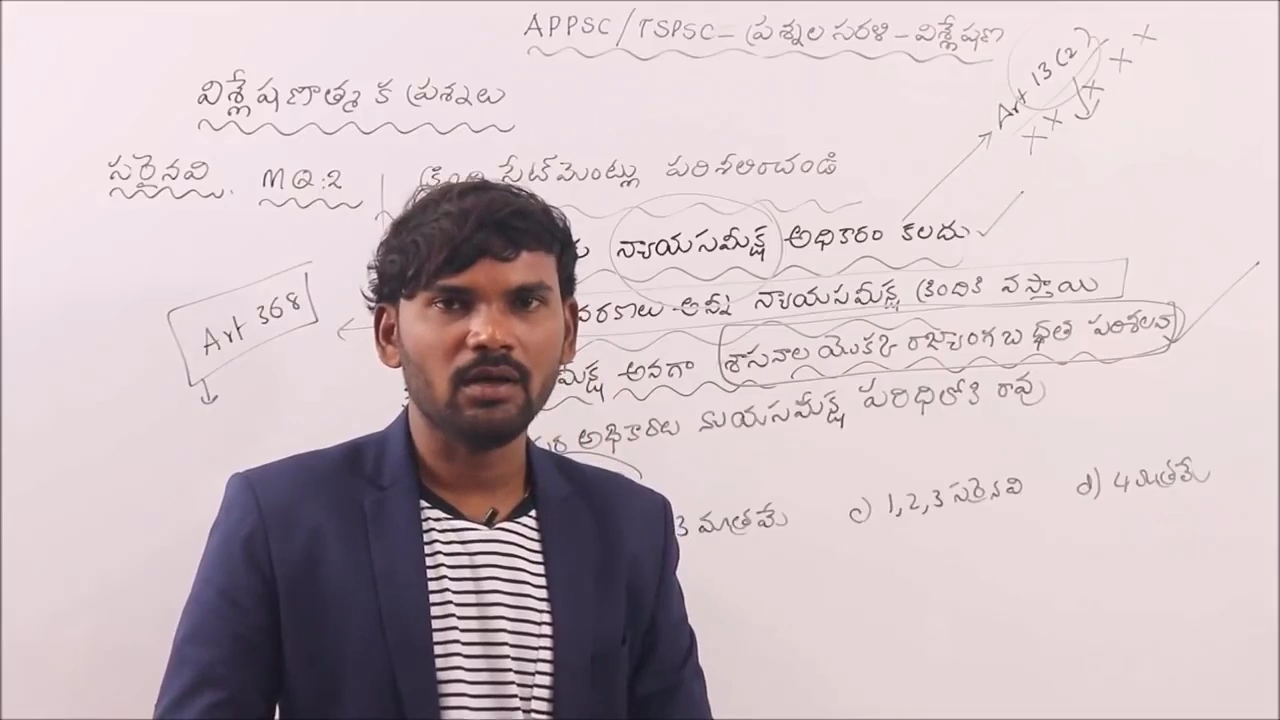 APPSC/TSPSC- ప్రశ్నల సరళి - విశ్లేషణ
Art 13(2)
విశ్లేషణాత్మక ప్రశ్నలు
సరైనవి MQ:2 క్రింది స్టేట్‌మెంట్లు పరిశీలించండి
న్యాయసమీక్ష అధికారం కలదు
అన్నీ న్యాయసమీక్ష క్రిందికి వస్తాయి
Art 368
అనగా శాసనాల యొక్క రాజ్యాంగబద్ధత పరిశీలన
అధికారాలు న్యాయసమీక్ష పరిధిలోకి రావు
3 మాత్రమే c) 1,2,3 సరైనవి d) 4 మాత్రమే